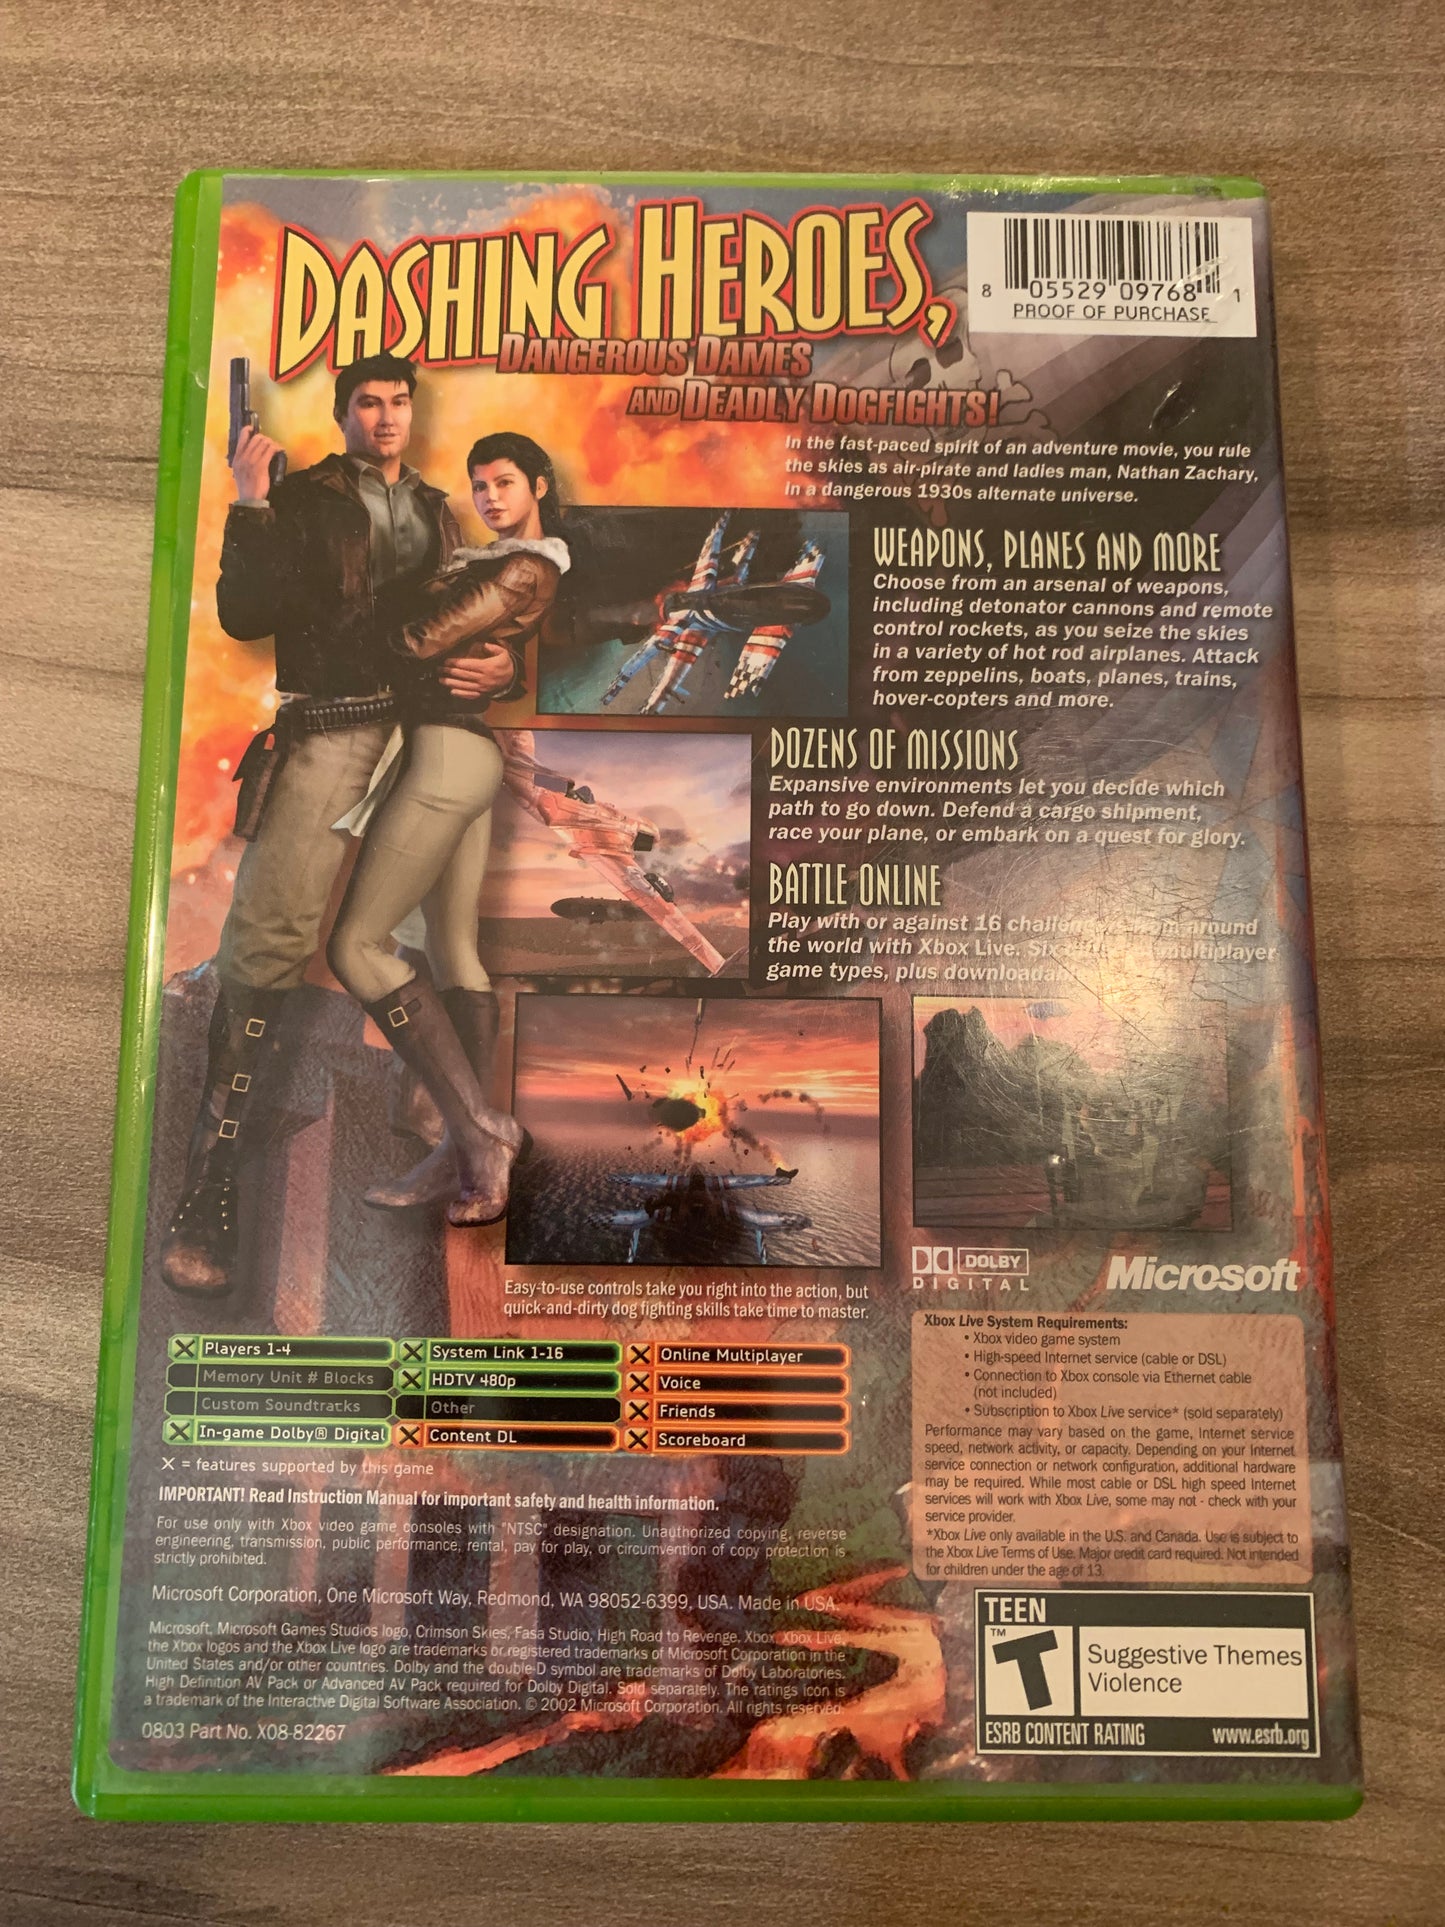 DASHING HEROES,
DANGEROUS DAMES
AND DEADLY DOGFIGHTS!
8 05529 09768 1
PROOF OF PURCHASE
In the fast-paced spirit of an adventure movie, you rule
the skies as air-pirate and ladies man, Nathan Zachary,
in a dangerous 1930s alternate universe.
WEAPONS, PLANES AND MORE
Choose from an arsenal of weapons,
including detonator cannons and remote
control rockets, as you seize the skies
in a variety of hot rod airplanes. Attack
from zeppelins, boats, planes, trains,
hover-copters and more.
DOZENS OF MISSIONS
Expansive environments let you decide which
path to go down. Defend a cargo shipment,
race your plane, or embark on a quest for glory.
BATTLE ONLINE
Play with or against 16 challengers from around
the world with Xbox Live. Six multiplayer
game types, plus downloadable
Easy-to-use controls take you right into the action, but
quick-and-dirty dog fighting skills take time to master.
DOLBY
DIGITAL
Microsoft
Players 1-4
Memory Unit # Blocks
Custom Soundtracks
In-game Dolby® Digital
System Link 1-16
HDTV 480p
Other
Content DL
Online Multiplayer
Voice
Friends
Scoreboard
X = features supported by this game
IMPORTANT! Read Instruction Manual for important safety and health information.
For use only with Xbox video game consoles with "NTSC" designation. Unauthorized copying, reverse
engineering, transmission, public performance, rental, pay for play, or circumvention of copy protection is
strictly prohibited.
Microsoft Corporation, One Microsoft Way, Redmond, WA 98052-6399, USA. Made in USA.
Microsoft, Microsoft Games Studios logo, Crimson Skies, Fasa Studio, High Road to Revenge, Xbox, Xbox Live,
the Xbox logos and the Xbox Live logo are trademarks or registered trademarks of Microsoft Corporation in the
United States and/or other countries. Dolby and the double-D symbol are trademarks of Dolby Laboratories.
High Definition AV Pack or Advanced AV Pack required for Dolby Digital. Sold separately. The ratings icon is
a trademark of the Interactive Digital Software Association. © 2002 Microsoft Corporation. All rights reserved.
0803 Part No. X08-82267
Xbox Live System Requirements:
• Xbox video game system
• High-speed Internet service (cable or DSL)
• Connection to Xbox console via Ethernet cable
(not included)
• Subscription to Xbox Live service* (sold separately)
Performance may vary based on the game, Internet service
speed, network activity, or capacity. Depending on your Internet
service connection or network configuration, additional hardware
may be required. While most cable or DSL high speed Internet
services will work with Xbox Live, some may not - check with your
service provider.
*Xbox Live only available in the U.S. and Canada. Use is subject to
the Xbox Live Terms of Use. Major credit card required. Not intended
for children under the age of 13.
TEEN
T
TM
Suggestive Themes
Violence
ESRB CONTENT RATING www.esrb.org